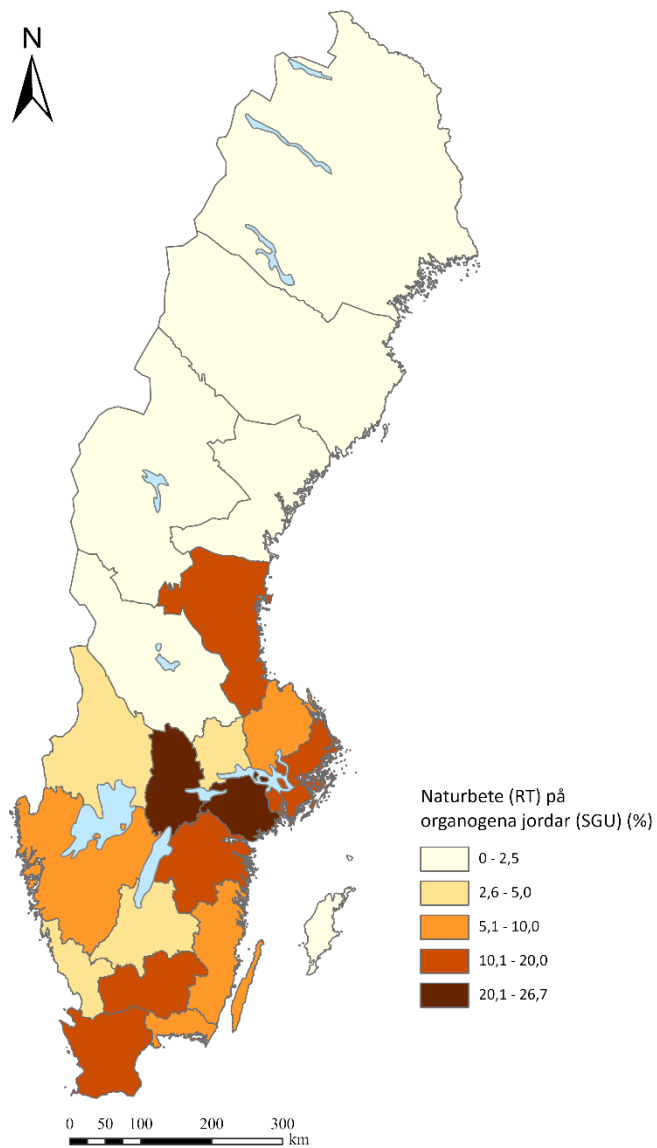 N
Naturbete (RT) på
organogena jordar (SGU) (%)
0 - 2,5
2,6 - 5,0
5,1 - 10,0
10,1 - 20,0
20,1 - 26,7
0 50 100 200 300
km